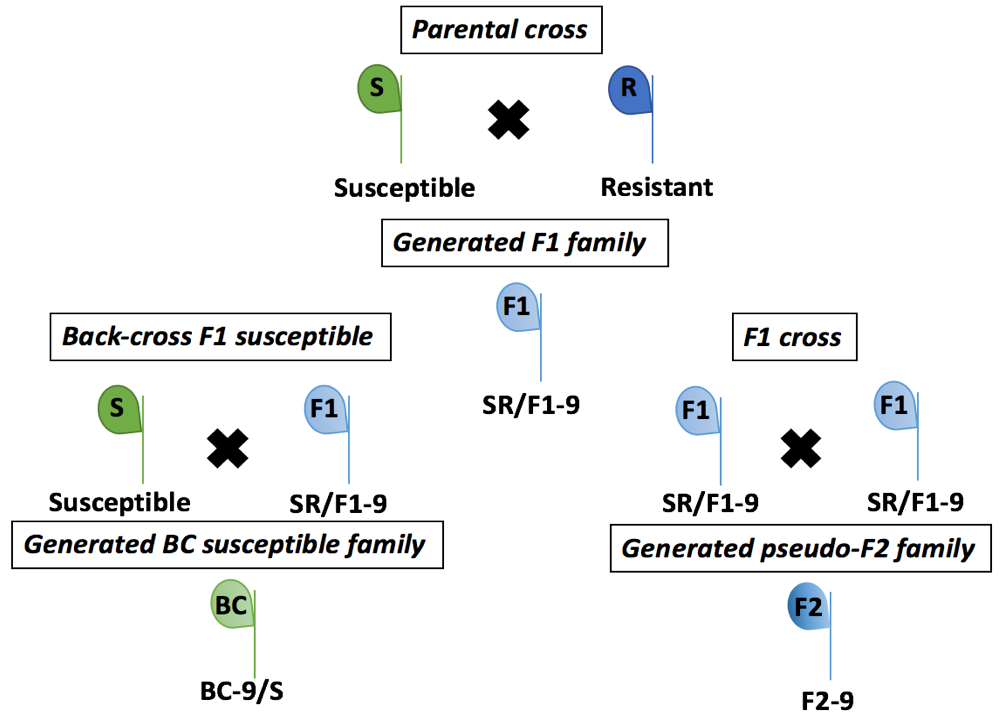 Parental cross
S
R
Susceptible
Resistant
Generated F1 family
F1
SR/F1-9
Back-cross F1 susceptible
S
F1
Susceptible
SR/F1-9
Generated BC susceptible family
BC
BC-9/S
F1 cross
F1
F1
SR/F1-9
SR/F1-9
Generated pseudo-F2 family
F2
F2-9